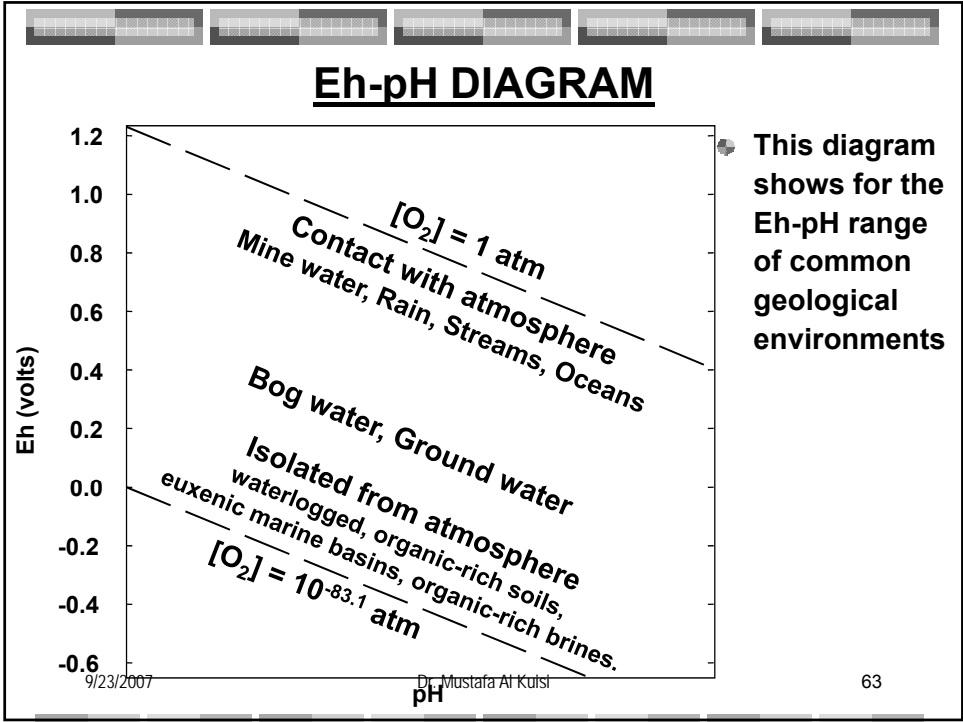 Eh-pH DIAGRAM
1.2
1.0
0.8
0.6
0.4
0.2
0.0
-0.2
-0.4
-0.6
Eh (volts)
[O₂] = 1 atm
Contact with atmosphere
Mine water, Rain, Streams, Oceans
Bog water, Ground water
Isolated from atmosphere
waterlogged, organic-rich soils,
euxenic marine basins, organic-rich brines.
[O₂] = 10⁻⁸³·¹ atm
pH
This diagram
shows for the
Eh-pH range
of common
geological
environments
9/23/2007
Dr. Mustafa Al Kuisi
63